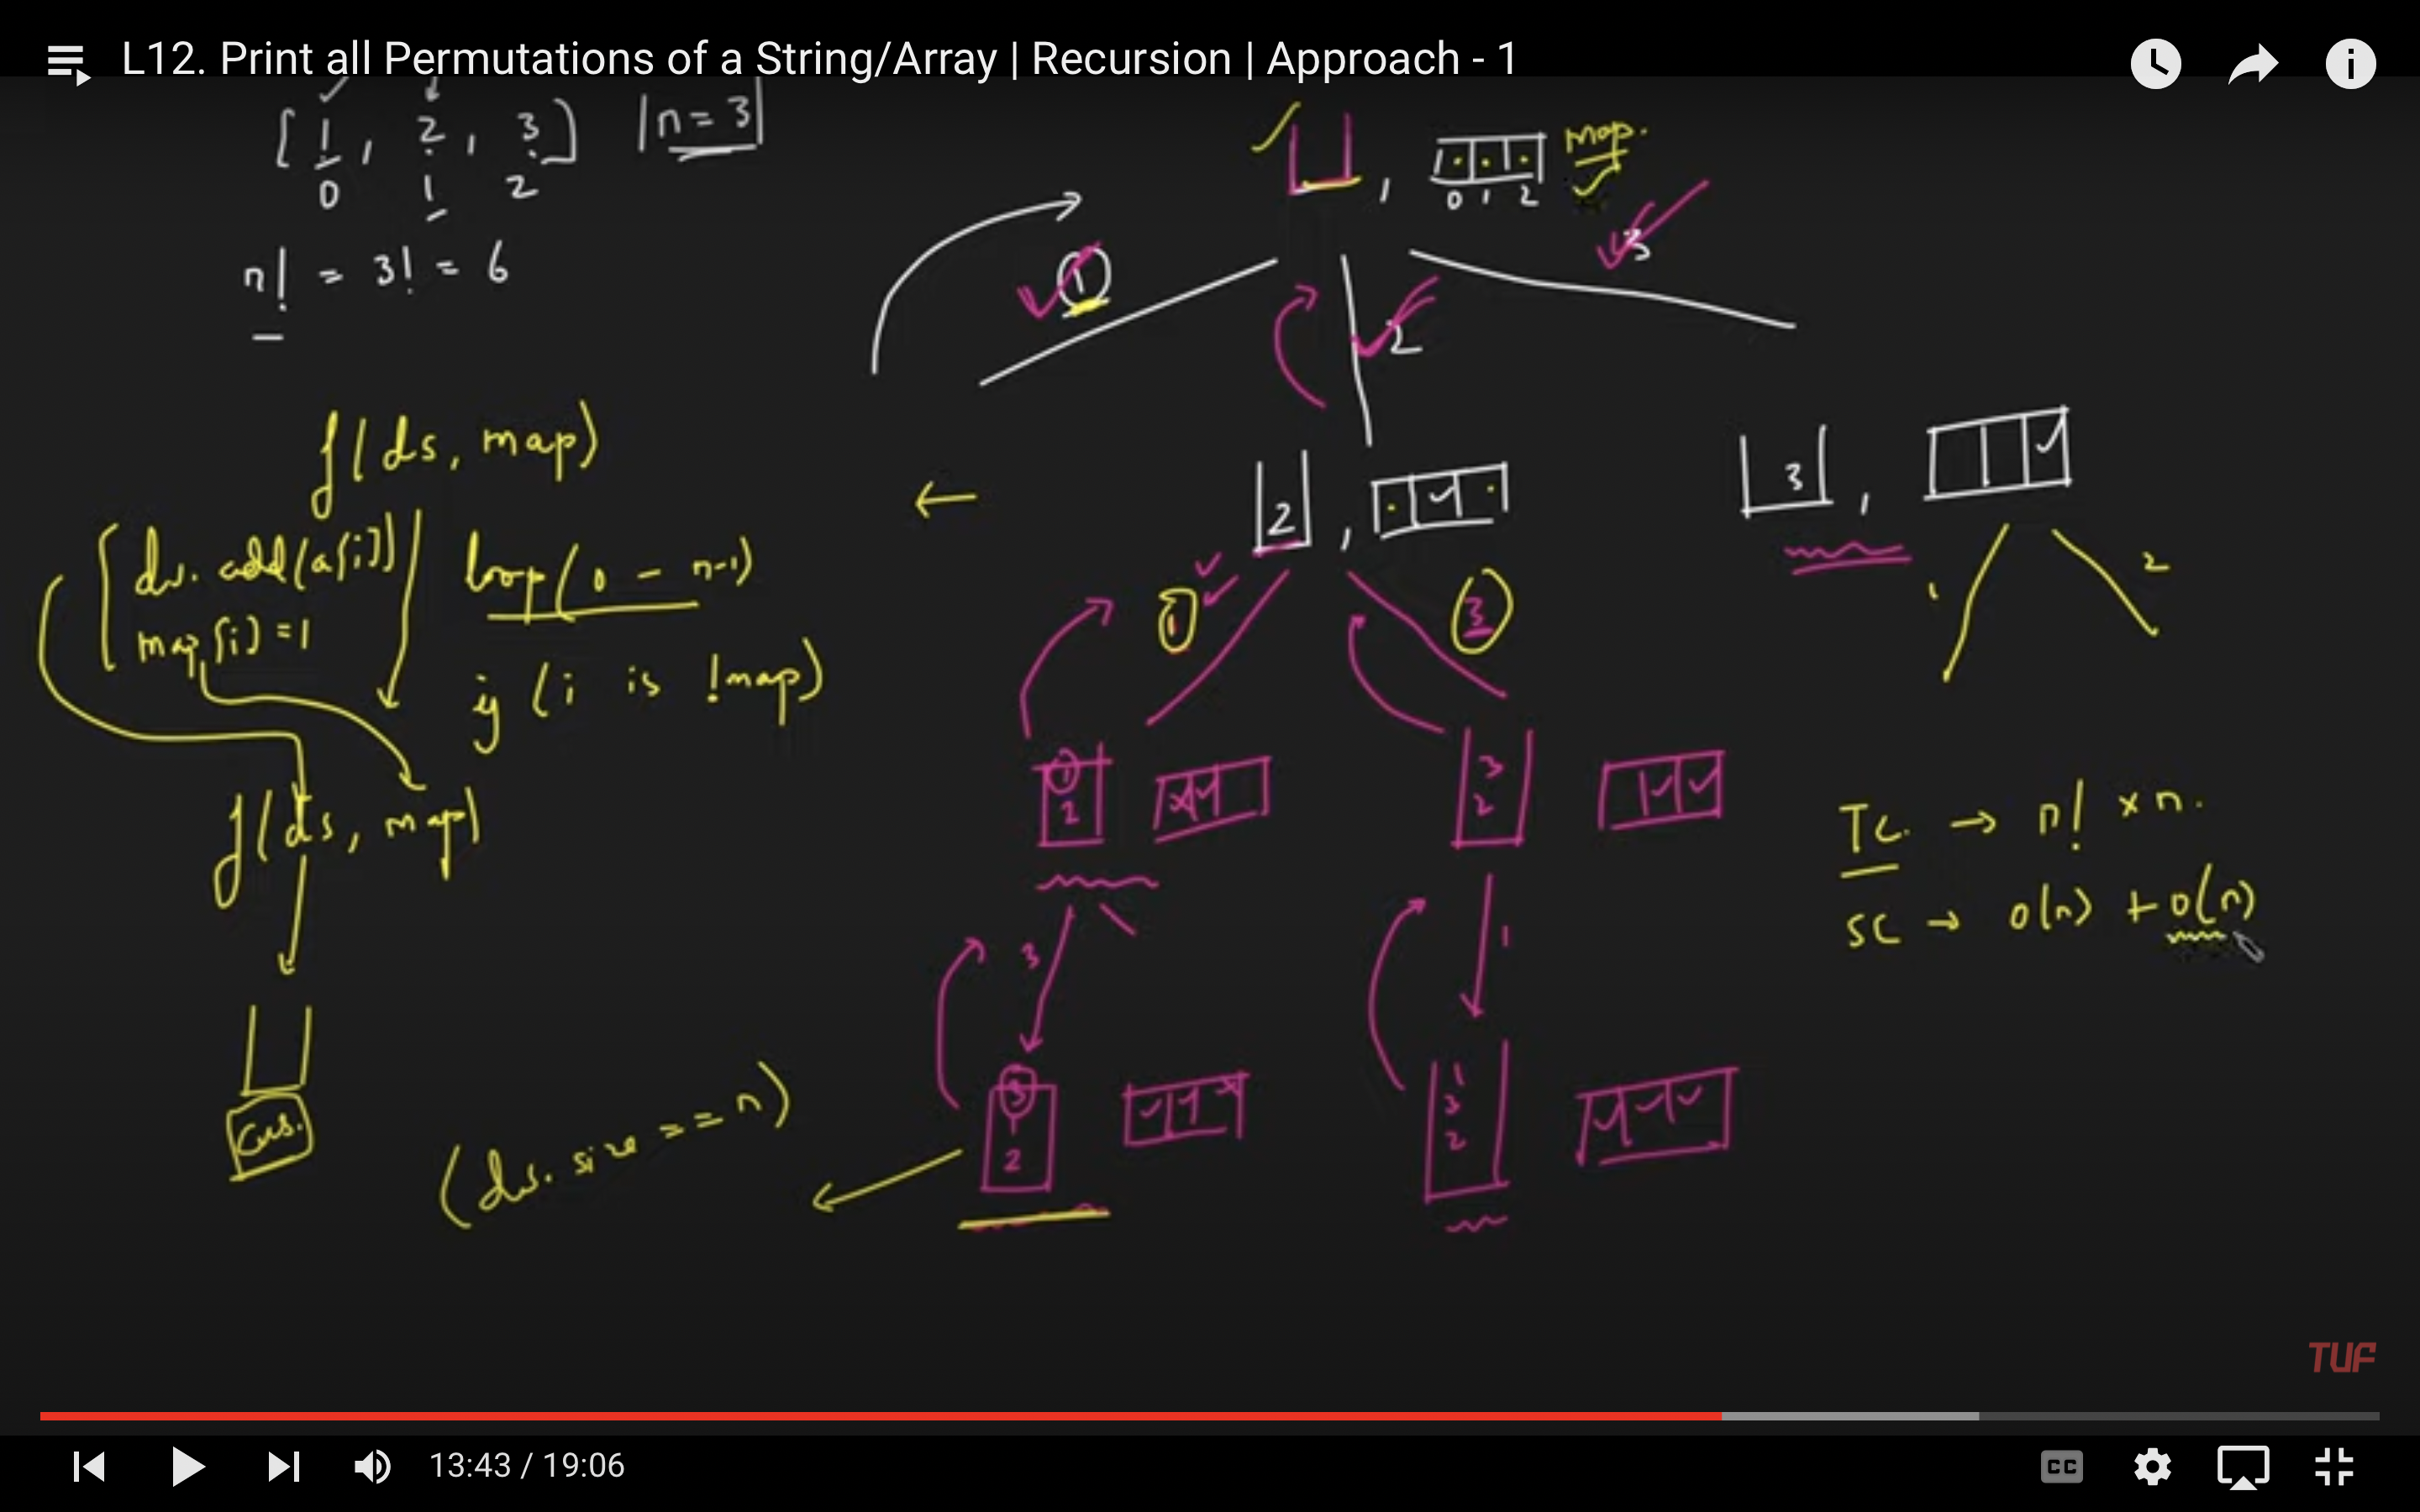 L12. Print all Permutations of a String/Array | Recursion | Approach - 1
[1, 2, 3] n = 3
0 1 2
n! = 3! = 6
, map.
0 1 2
1
2
3
f(ds, map)
ds.add(a[i])
map[i] = 1
loop(0 - n-1)
if (i is !map)
f(ds, map)
(ds.size == n)
2 ,
3 ,
1
3
1
2
1
2
3
2
3
1
3
1
2
1
3
2
TC → n! x n.
SC → O(n) + O(n)
TUF
13:43 / 19:06
CC